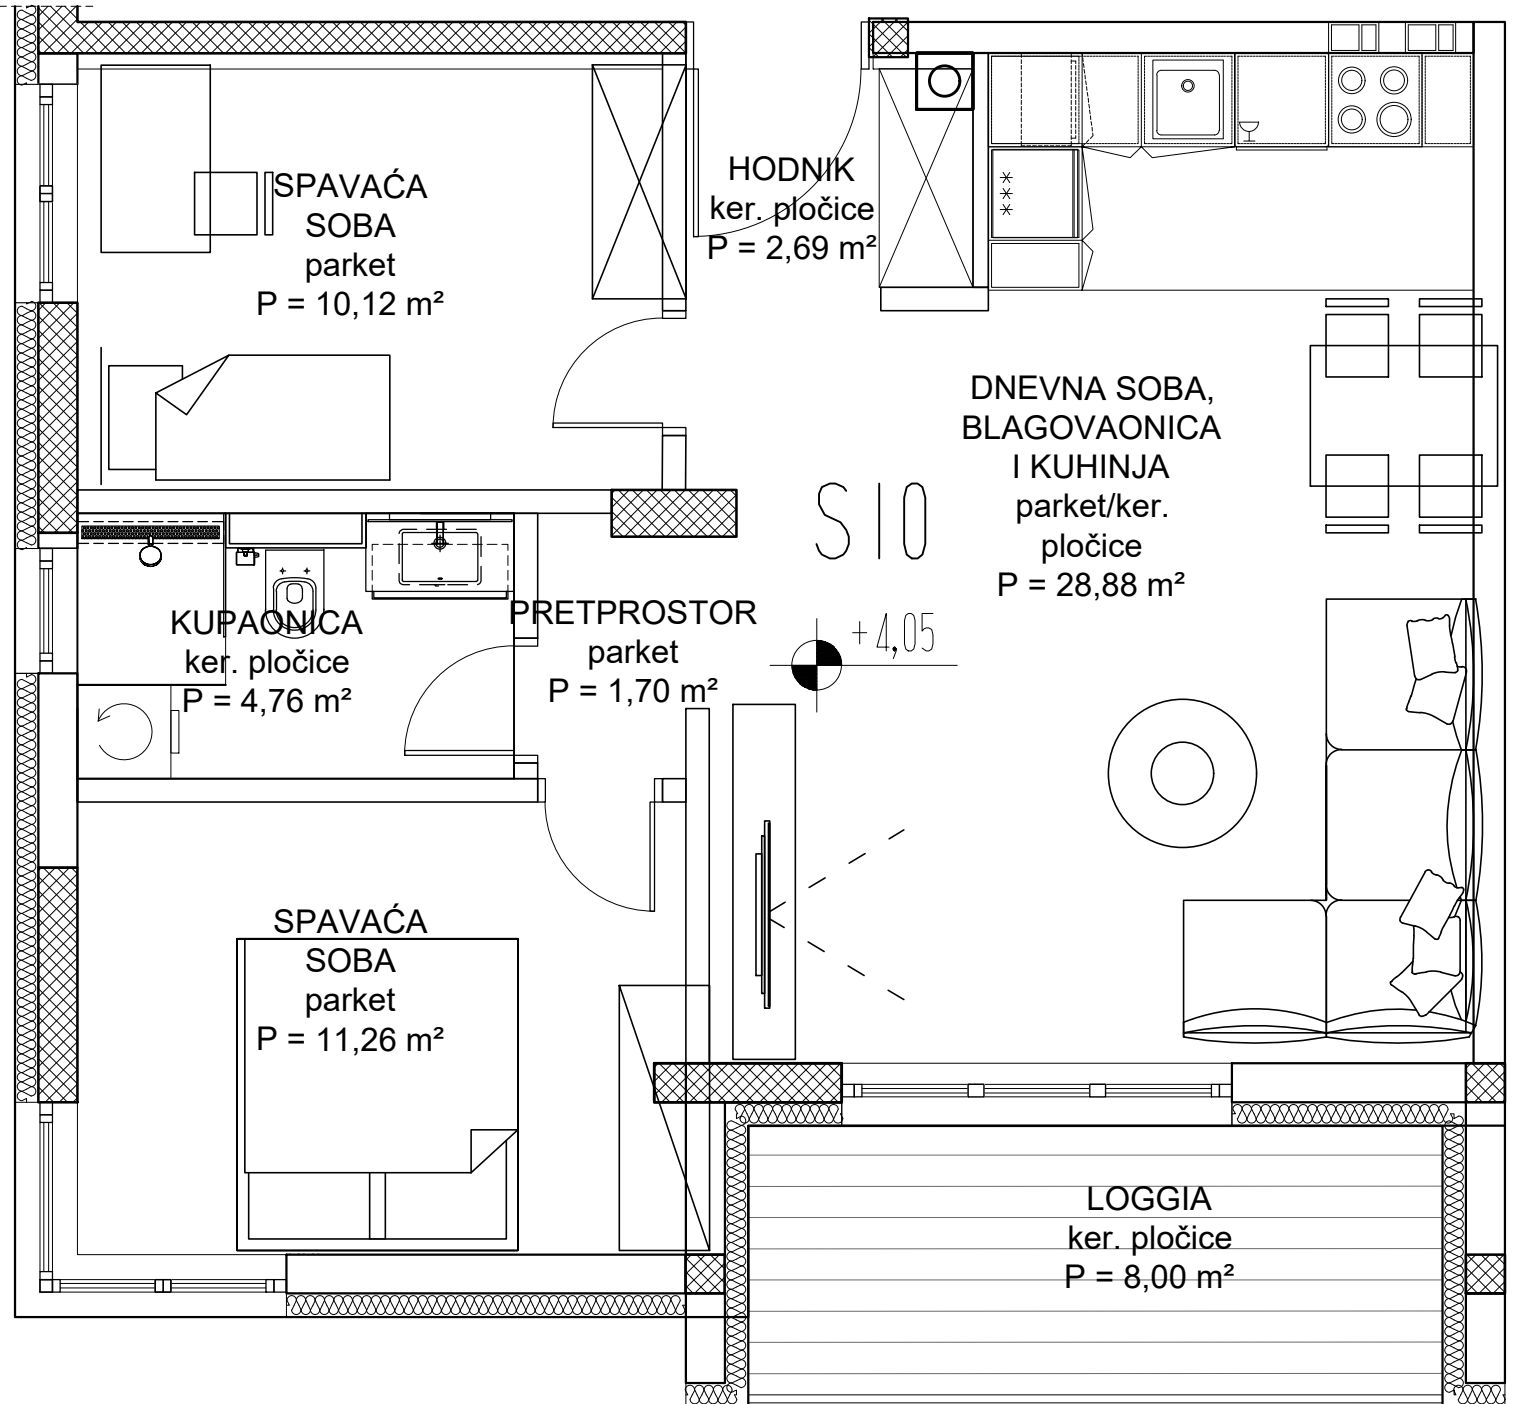 HODNIK
ker. pločice
P = 2,69 m²
SPAVAĆA
SOBA
parket
P = 10,12 m²
DNEVNA SOBA,
BLAGOVAONICA
I KUHINJA
parket/ker.
pločice
P = 28,88 m²
S10
+4,05
KUPAONICA
ker. pločice
P = 4,76 m²
PRETPROSTOR
parket
P = 1,70 m²
SPAVAĆA
SOBA
parket
P = 11,26 m²
LOGGIA
ker. pločice
P = 8,00 m²